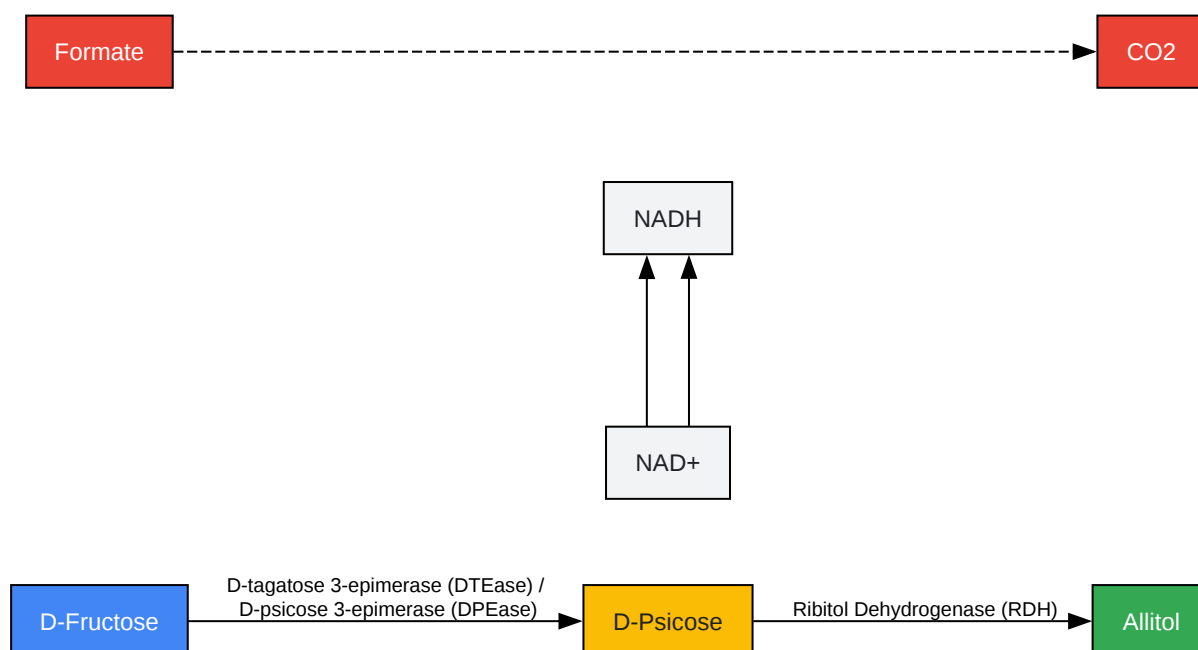 Formate
CO2
NADH
NAD+
D-Fructose
D-tagatose 3-epimerase (DTEase) /
D-psicose 3-epimerase (DPEase)
D-Psicose
Ribitol Dehydrogenase (RDH)
Allitol